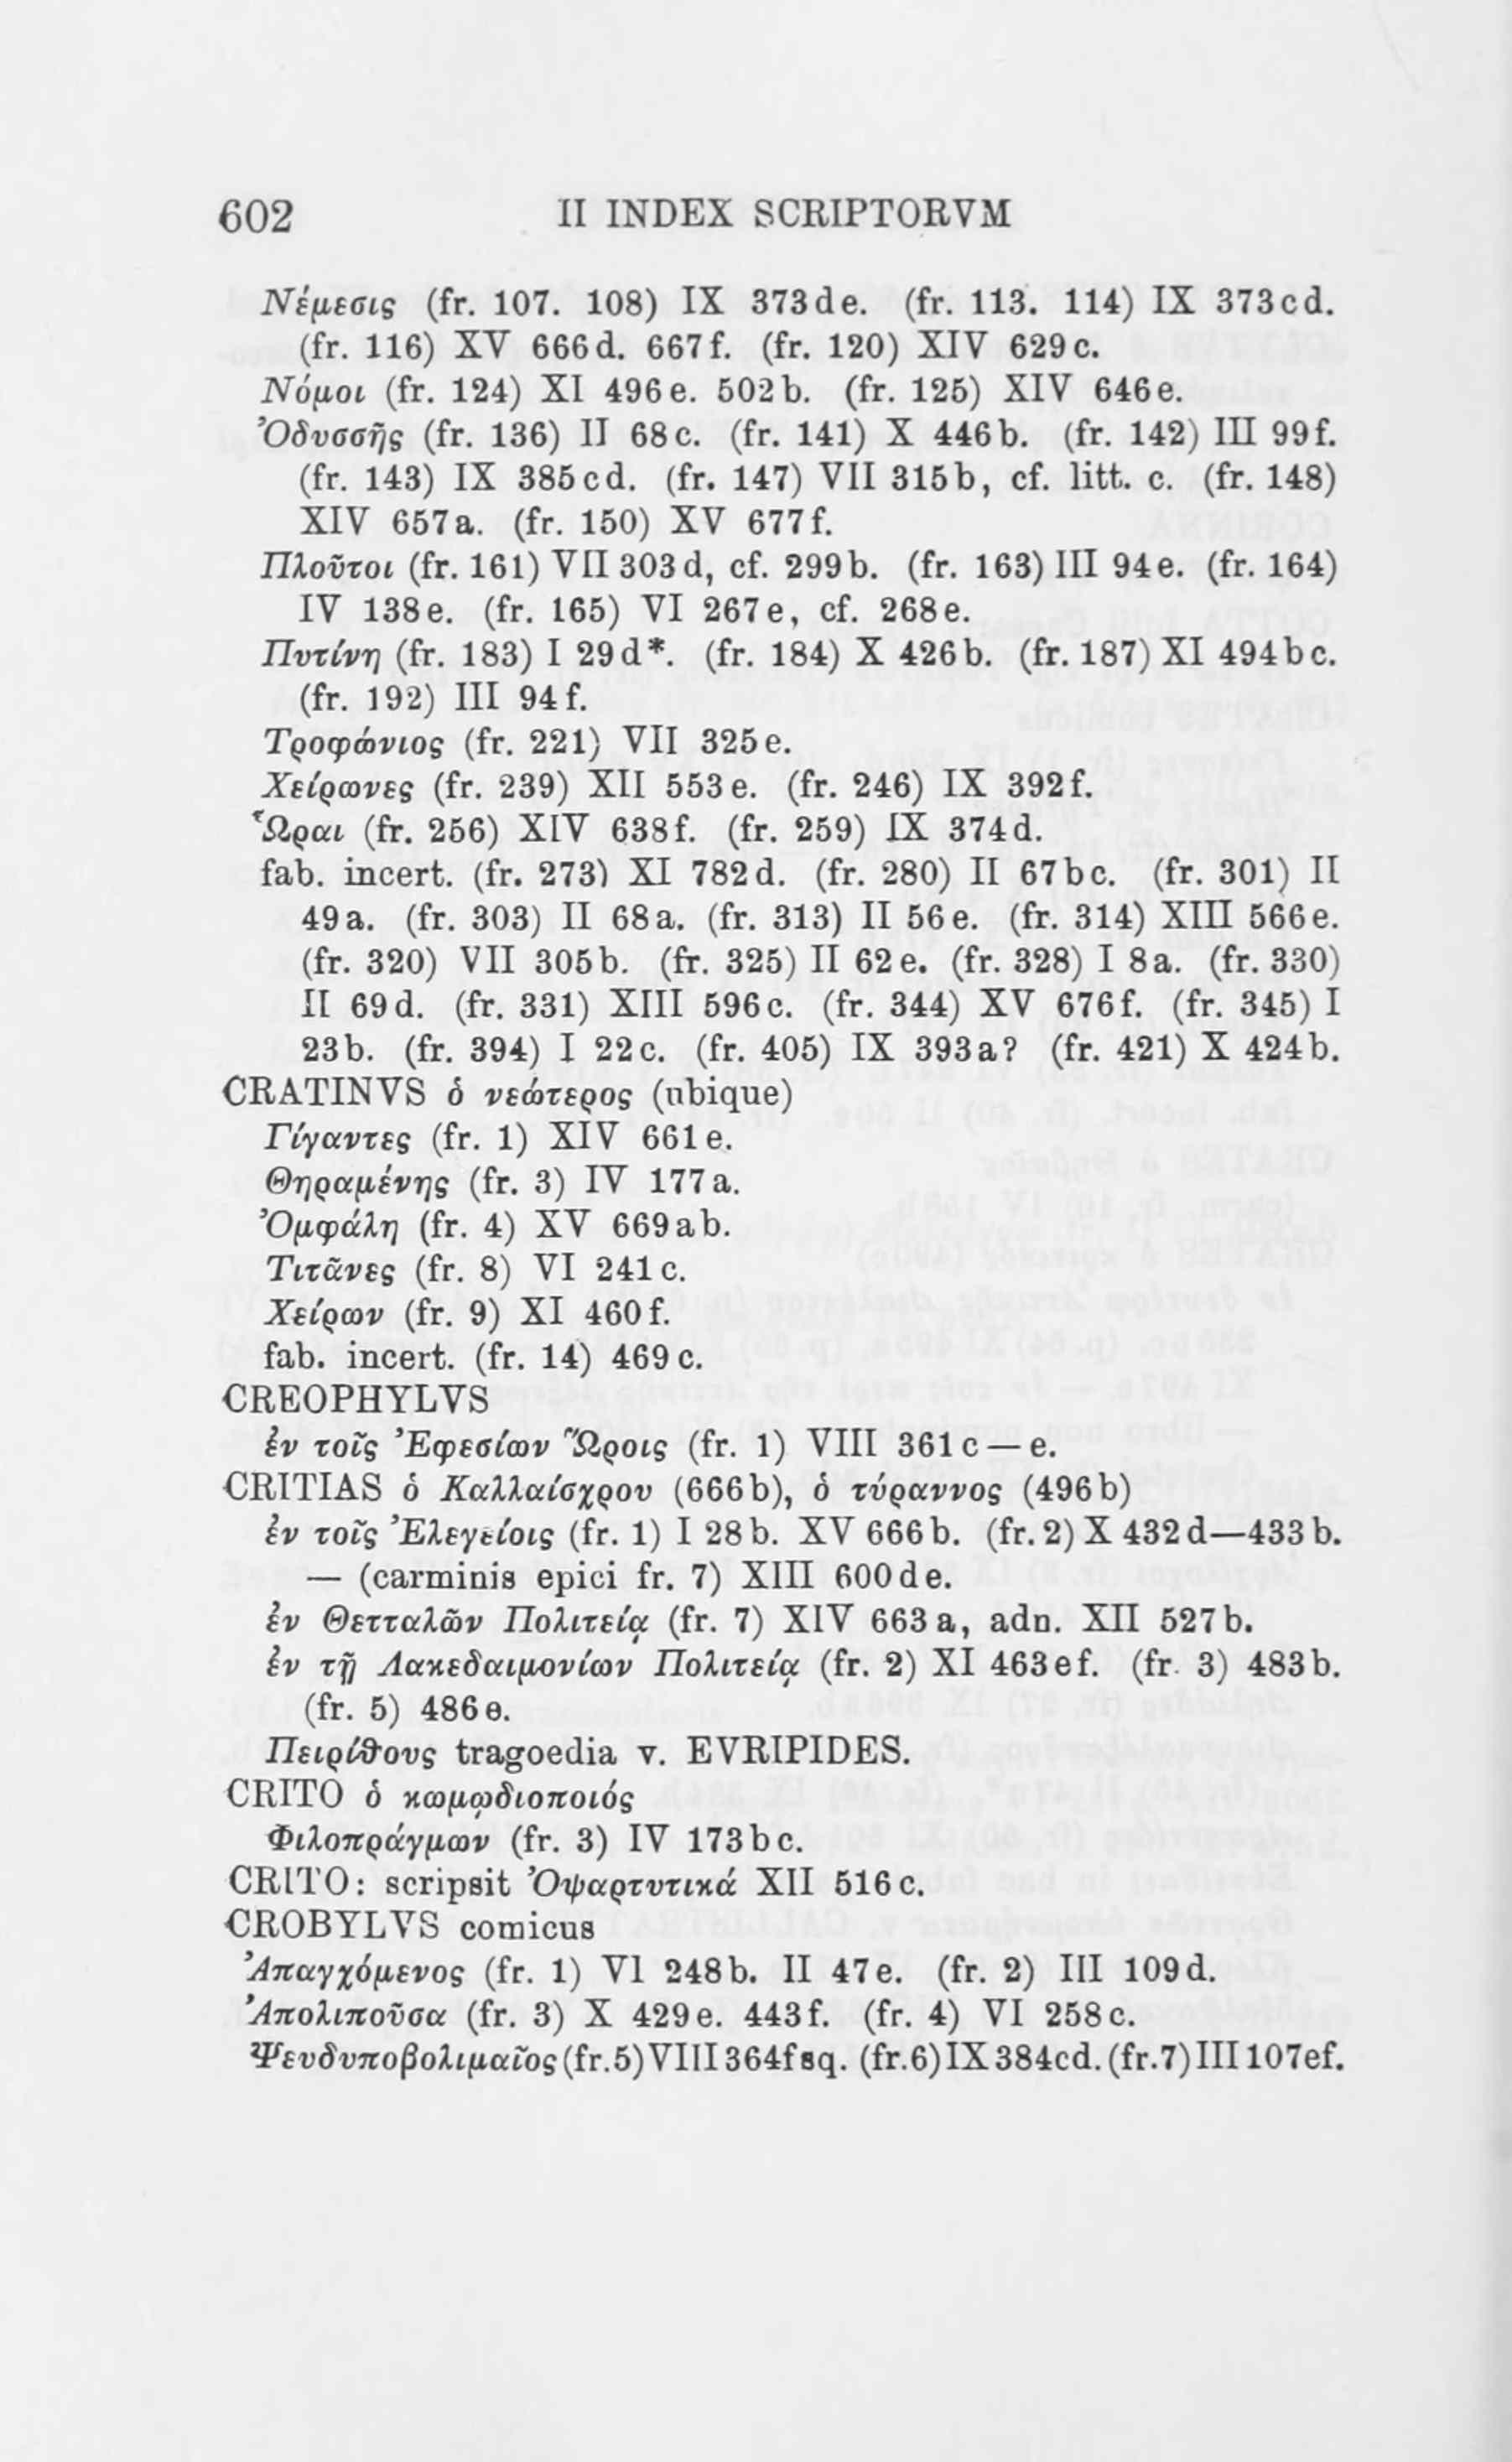 602 II INDEX SCRIPTORVM
Νέμεσις (fr. 107. 108) IX 373de. (fr. 113. 114) IX 373cd.
(fr. 116) XV 666d. 667f. (fr. 120) XIV 629c.
Νόμοι (fr. 124) XI 496e. 502b. (fr. 125) XIV 646e.
Ὀδυσσῆς (fr. 136) II 68c. (fr. 141) X 446b. (fr. 142) III 99f.
(fr. 143) IX 385cd. (fr. 147) VII 315b, cf. litt. c. (fr. 148)
XIV 657a. (fr. 150) XV 677f.
Πλοῦτοι (fr. 161) VII 303d, cf. 299b. (fr. 163) III 94e. (fr. 164)
IV 138e. (fr. 165) VI 267e, cf. 268e.
Πυτίνη (fr. 183) I 29d*. (fr. 184) X 426b. (fr. 187) XI 494bc.
(fr. 192) III 94f.
Τροφώνιος (fr. 221) VII 325e.
Χείρωνες (fr. 239) XII 553e. (fr. 246) IX 392f.
Ὧραι (fr. 256) XIV 638f. (fr. 259) IX 374d.
fab. incert. (fr. 273) XI 782d. (fr. 280) II 67bc. (fr. 301) II
49a. (fr. 303) II 68a. (fr. 313) II 56e. (fr. 314) XIII 566e.
(fr. 320) VII 305b. (fr. 325) II 62e. (fr. 328) I 8a. (fr. 330)
II 69d. (fr. 331) XIII 596c. (fr. 344) XV 676f. (fr. 345) I
23b. (fr. 394) I 22c. (fr. 405) IX 393a? (fr. 421) X 424b.
CRATINVS ὁ νεώτερος (ubique)
Γίγαντες (fr. 1) XIV 661e.
Θηραμένης (fr. 3) IV 177a.
Ὀμφάλη (fr. 4) XV 669ab.
Τιτᾶνες (fr. 8) VI 241c.
Χείρων (fr. 9) XI 460f.
fab. incert. (fr. 14) 469c.
CREOPHYLVS
ἐν τοῖς Ἐφεσίων Ὥροις (fr. 1) VIII 361c — e.
CRITIAS ὁ Καλλαίσχρου (666b), ὁ τύραννος (496b)
ἐν τοῖς Ἐλεγείοις (fr. 1) I 28b. XV 666b. (fr. 2) X 432d—433b.
— (carminis epici fr. 7) XIII 600de.
ἐν Θετταλῶν Πολιτείᾳ (fr. 7) XIV 663a, adn. XII 527b.
ἐν τῇ Λακεδαιμονίων Πολιτείᾳ (fr. 2) XI 463ef. (fr. 3) 483b.
(fr. 5) 486e.
Πειρίθους tragoedia v. EVRIPIDES.
CRITO ὁ κωμῳδιοποιός
Φιλοπράγμων (fr. 3) IV 173bc.
CRITO: scripsit Ὀψαρτυτικά XII 516c.
CROBYLVS comicus
Ἀπαγχόμενος (fr. 1) VI 248b. II 47e. (fr. 2) III 109d.
Ἀπολιποῦσα (fr. 3) X 429e. 443f. (fr. 4) VI 258c.
Ψευδυποβολιμαῖος (fr. 5) VIII 364f sq. (fr. 6) IX 384cd. (fr. 7) III 107ef.